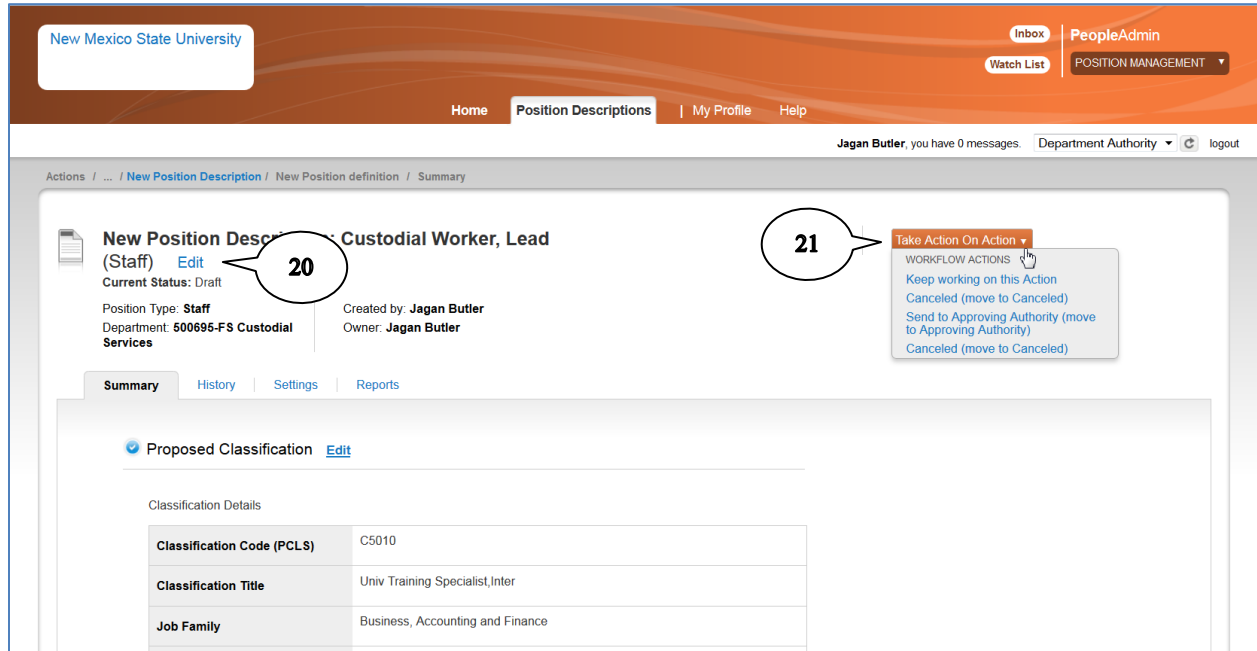 New Mexico State University
Inbox
PeopleAdmin
Watch List
POSITION MANAGEMENT
Home Position Descriptions | My Profile Help
Jagan Butler, you have 0 messages. Department Authority logout
Actions / ... / New Position Description / New Position definition / Summary
New Position Descr : Custodial Worker, Lead
(Staff) Edit
20
Current Status: Draft
Position Type: Staff
Department: 500695-FS Custodial
Services
Created by: Jagan Butler
Owner: Jagan Butler
21
Take Action On Action
WORKFLOW ACTIONS
Keep working on this Action
Canceled (move to Canceled)
Send to Approving Authority (move
to Approving Authority)
Canceled (move to Canceled)
Summary History Settings Reports
Proposed Classification Edit
Classification Details
Classification Code (PCLS) C5010
Classification Title Univ Training Specialist,Inter
Job Family Business, Accounting and Finance